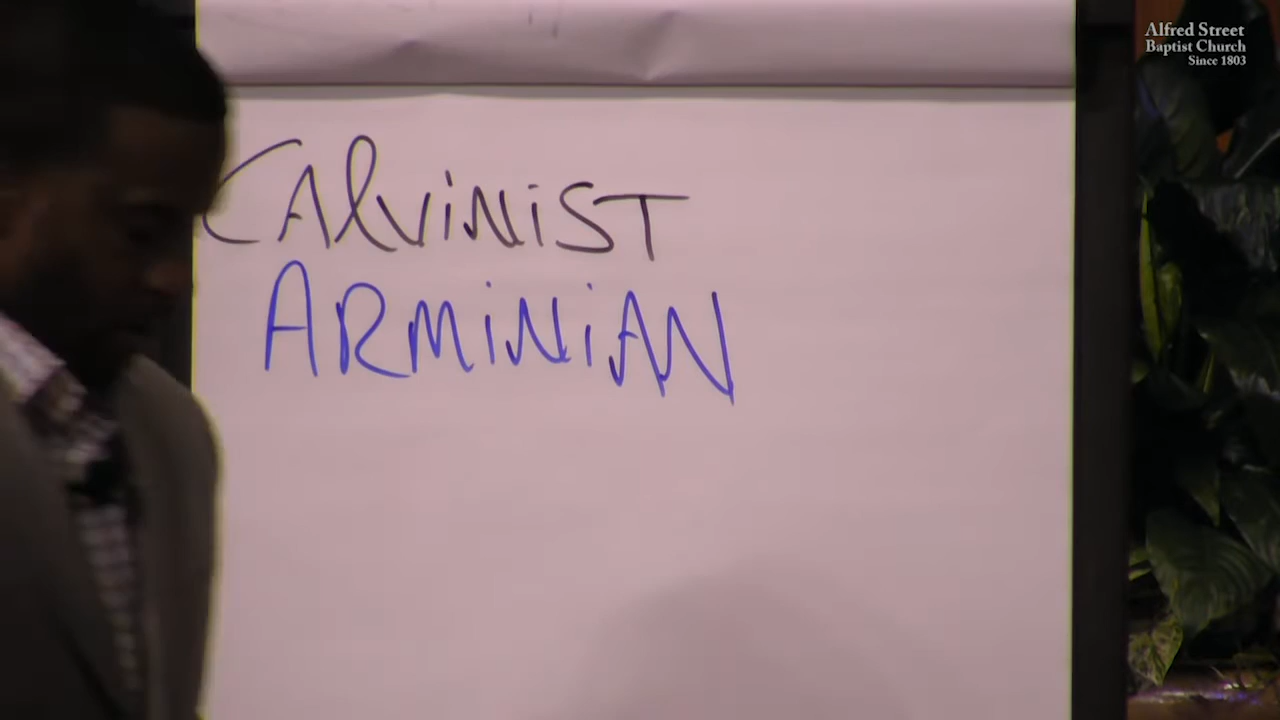 Alfred Street
Baptist Church
Since 1803
CAlviNiST
ARMiNiAN